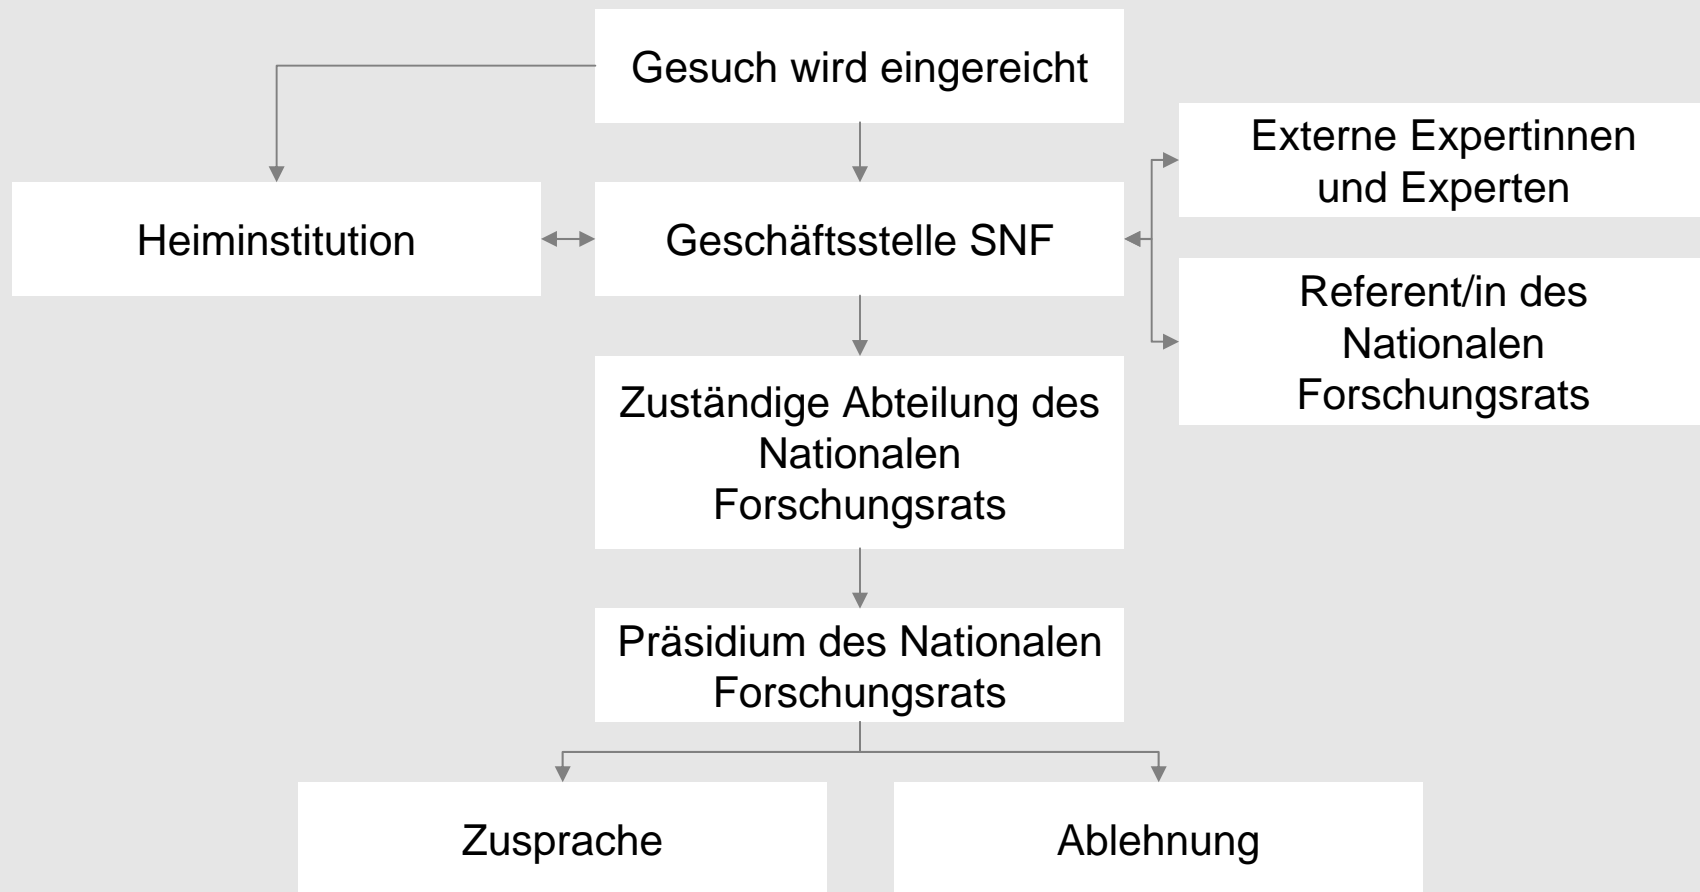 Gesuch wird eingereicht
Externe Expertinnen
und Experten
Heiminstitution
Geschäftsstelle SNF
Referent/in des
Nationalen
Forschungsrats
Zuständige Abteilung des
Nationalen
Forschungsrats
Präsidium des Nationalen
Forschungsrats
Zusprache
Ablehnung